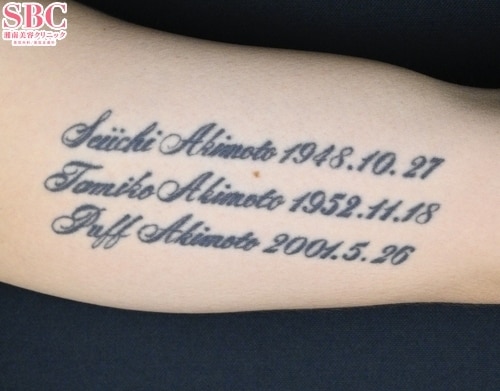 SBC
湘南美容クリニック
Seiichi Akimoto 1948.10.27
Tamiko Akimoto 1952.11.18
Puff Akimoto 2001.5.26